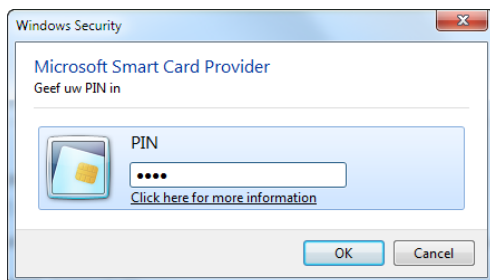 Windows Security
Microsoft Smart Card Provider
Geef uw PIN in
PIN
••••
Click here for more information
OK
Cancel